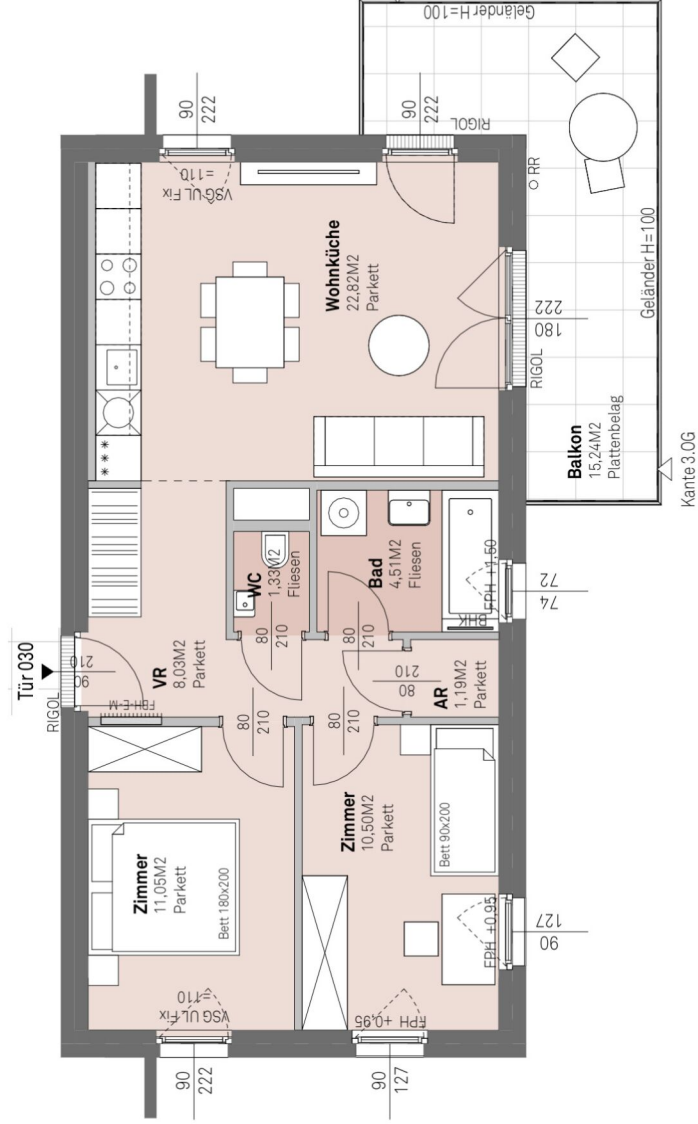 Geländer H=100
90
222
90
222
RIGOL
VSG UL Fix
=110
RR
Wohnküche
22,82M2
Parkett
Geländer H=100
222
180
RIGOL
Balkon
15,24M2
Plattenbelag
Kante 3.OG
***
WC
1,33M2
Fliesen
Bad
4,51M2
Fliesen
FPH +1,50
72
74
BHK
Tür 030
210
90
RIGOL
VR
8,03M2
Parkett
FBH-E-M
80
210
80
210
210
80
AR
1,19M2
Parkett
80
210
80
210
Zimmer
11,05M2
Parkett
Bett 180x200
Zimmer
10,50M2
Parkett
Bett 90x200
VSG UL Fix
=110
FPH +0,95
FPH +0,95
127
90
90
222
90
127